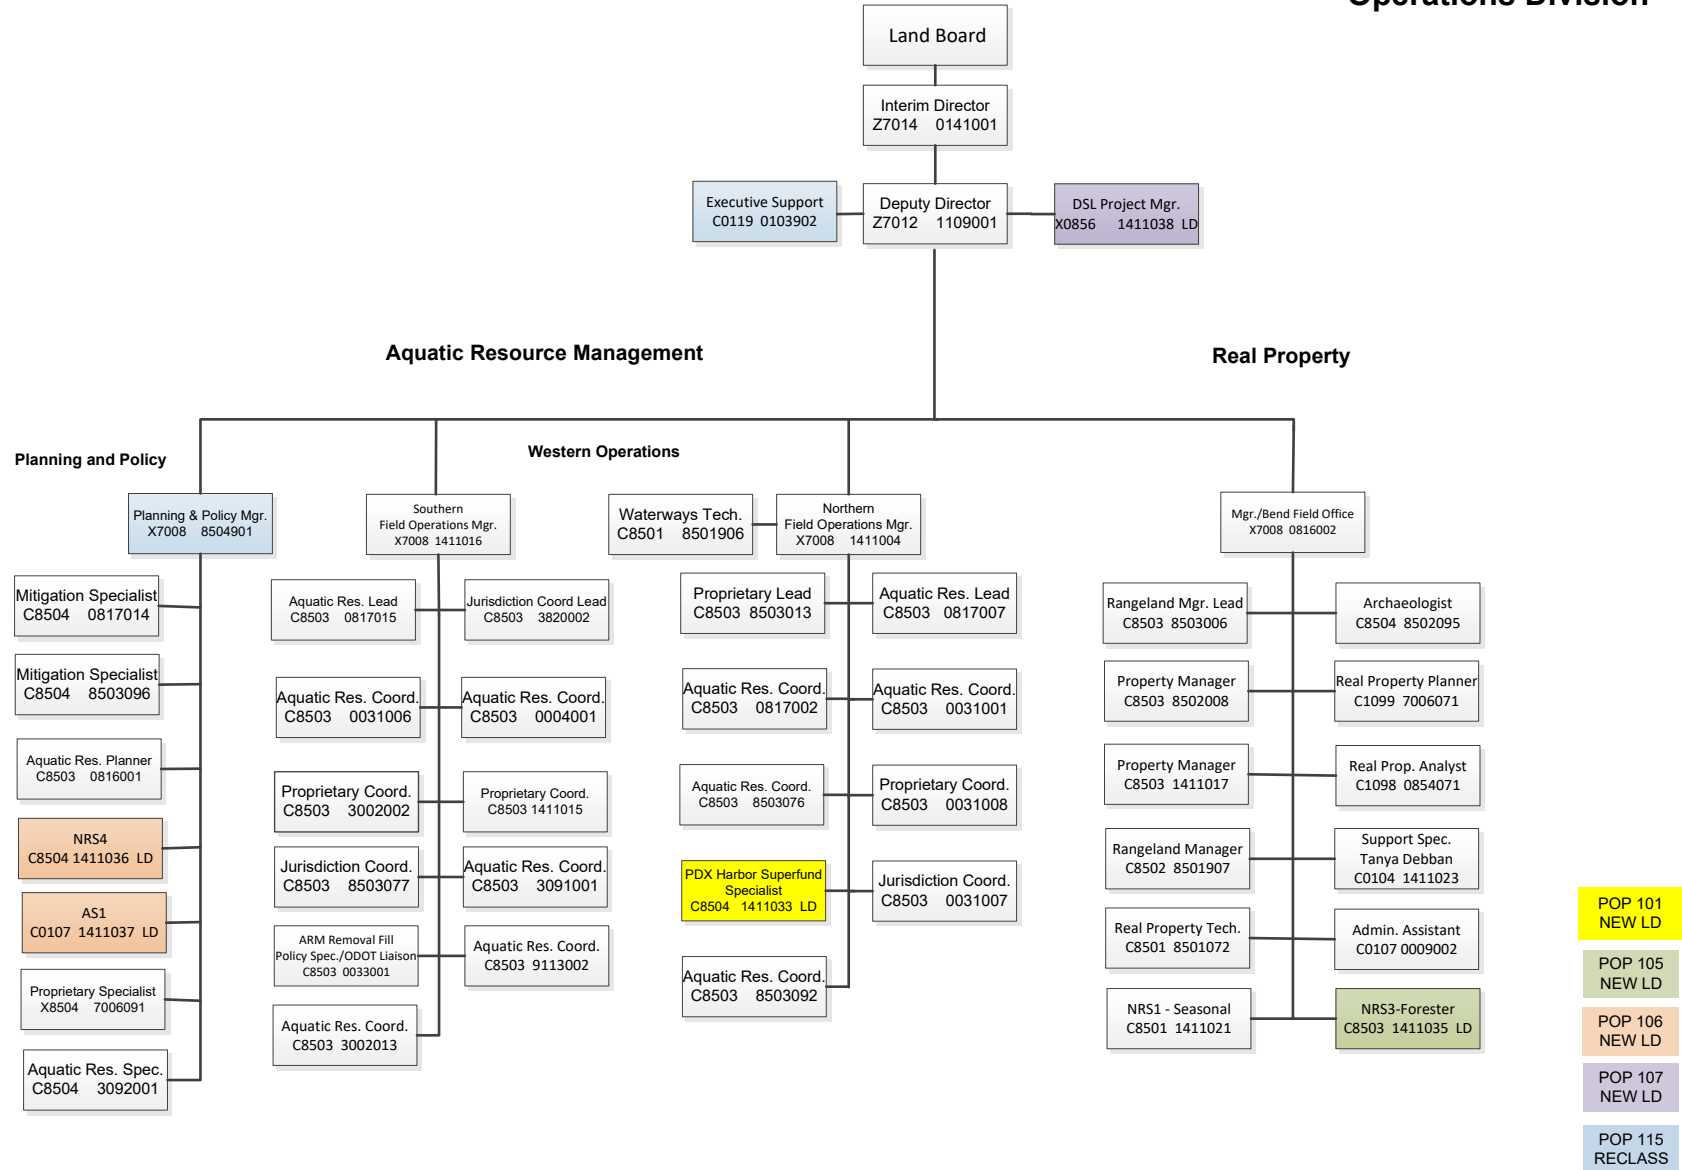 Operations Division
Land Board
Interim Director
Z7014 0141001
Executive Support
C0119 0103902
Deputy Director
Z7012 1109001
DSL Project Mgr.
X0856 1411038 LD
Aquatic Resource Management
Real Property
Planning and Policy
Western Operations
Planning & Policy Mgr.
X7008 8504901
Southern
Field Operations Mgr.
X7008 1411016
Waterways Tech.
C8501 8501906
Northern
Field Operations Mgr.
X7008 1411004
Mgr./Bend Field Office
X7008 0816002
Mitigation Specialist
C8504 0817014
Mitigation Specialist
C8504 8503096
Aquatic Res. Planner
C8503 0816001
NRS4
C8504 1411036 LD
AS1
C0107 1411037 LD
Proprietary Specialist
X8504 7006091
Aquatic Res. Spec.
C8504 3092001
Aquatic Res. Lead
C8503 0817015
Jurisdiction Coord Lead
C8503 3820002
Aquatic Res. Coord.
C8503 0031006
Aquatic Res. Coord.
C8503 0004001
Proprietary Coord.
C8503 3002002
Proprietary Coord.
C8503 1411015
Jurisdiction Coord.
C8503 8503077
Aquatic Res. Coord.
C8503 3091001
ARM Removal Fill
Policy Spec./ODOT Liaison
C8503 0033001
Aquatic Res. Coord.
C8503 9113002
Aquatic Res. Coord.
C8503 3002013
Proprietary Lead
C8503 8503013
Aquatic Res. Lead
C8503 0817007
Aquatic Res. Coord.
C8503 0817002
Aquatic Res. Coord.
C8503 0031001
Aquatic Res. Coord.
C8503 8503076
Proprietary Coord.
C8503 0031008
PDX Harbor Superfund
Specialist
C8504 1411033 LD
Jurisdiction Coord.
C8503 0031007
Aquatic Res. Coord.
C8503 8503092
Rangeland Mgr. Lead
C8503 8503006
Archaeologist
C8504 8502095
Property Manager
C8503 8502008
Real Property Planner
C1099 7006071
Property Manager
C8503 1411017
Real Prop. Analyst
C1098 0854071
Rangeland Manager
C8502 8501907
Support Spec.
Tanya Debban
C0104 1411023
Real Property Tech.
C8501 8501072
Admin. Assistant
C0107 0009002
NRS1 - Seasonal
C8501 1411021
NRS3-Forester
C8503 1411035 LD
POP 101
NEW LD
POP 105
NEW LD
POP 106
NEW LD
POP 107
NEW LD
POP 115
RECLASS